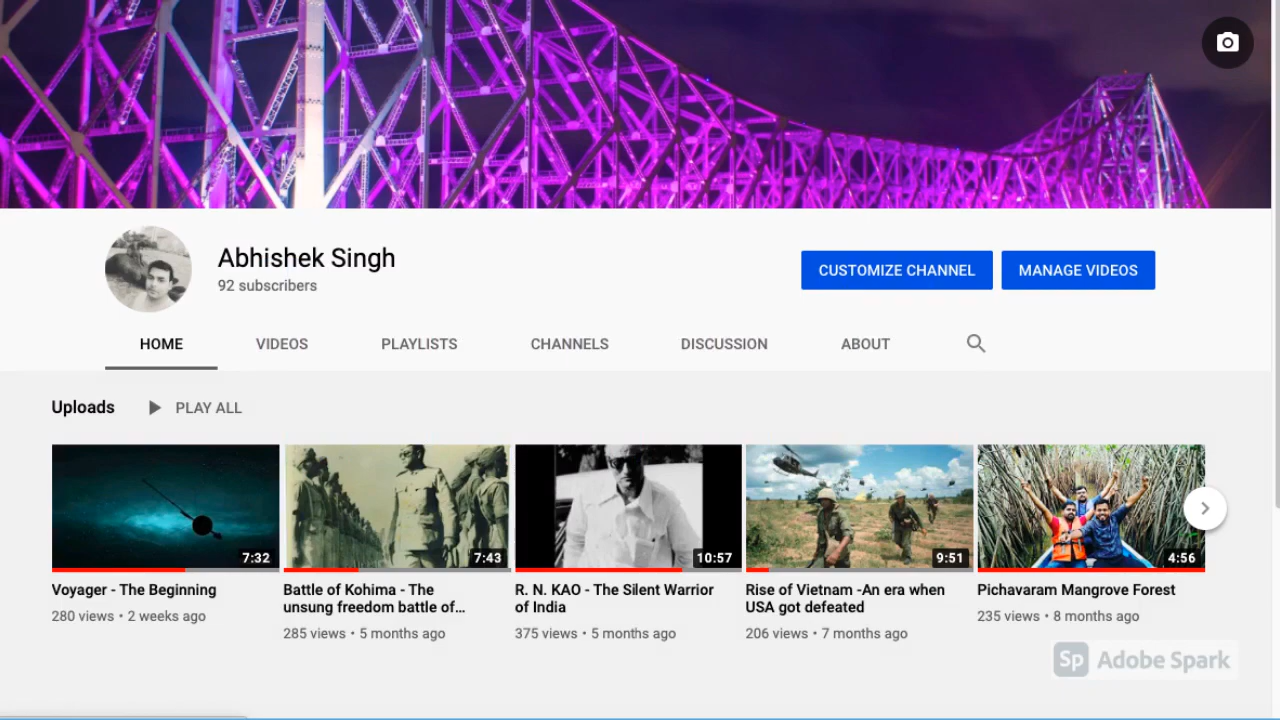 Abhishek Singh
92 subscribers
CUSTOMIZE CHANNEL
MANAGE VIDEOS
HOME
VIDEOS
PLAYLISTS
CHANNELS
DISCUSSION
ABOUT
Uploads
PLAY ALL
7:32
7:43
10:57
9:51
4:56
Voyager - The Beginning
280 views • 2 weeks ago
Battle of Kohima - The
unsung freedom battle of...
285 views • 5 months ago
R. N. KAO - The Silent Warrior
of India
375 views • 5 months ago
Rise of Vietnam -An era when
USA got defeated
206 views • 7 months ago
Pichavaram Mangrove Forest
235 views • 8 months ago
Sp Adobe Spark